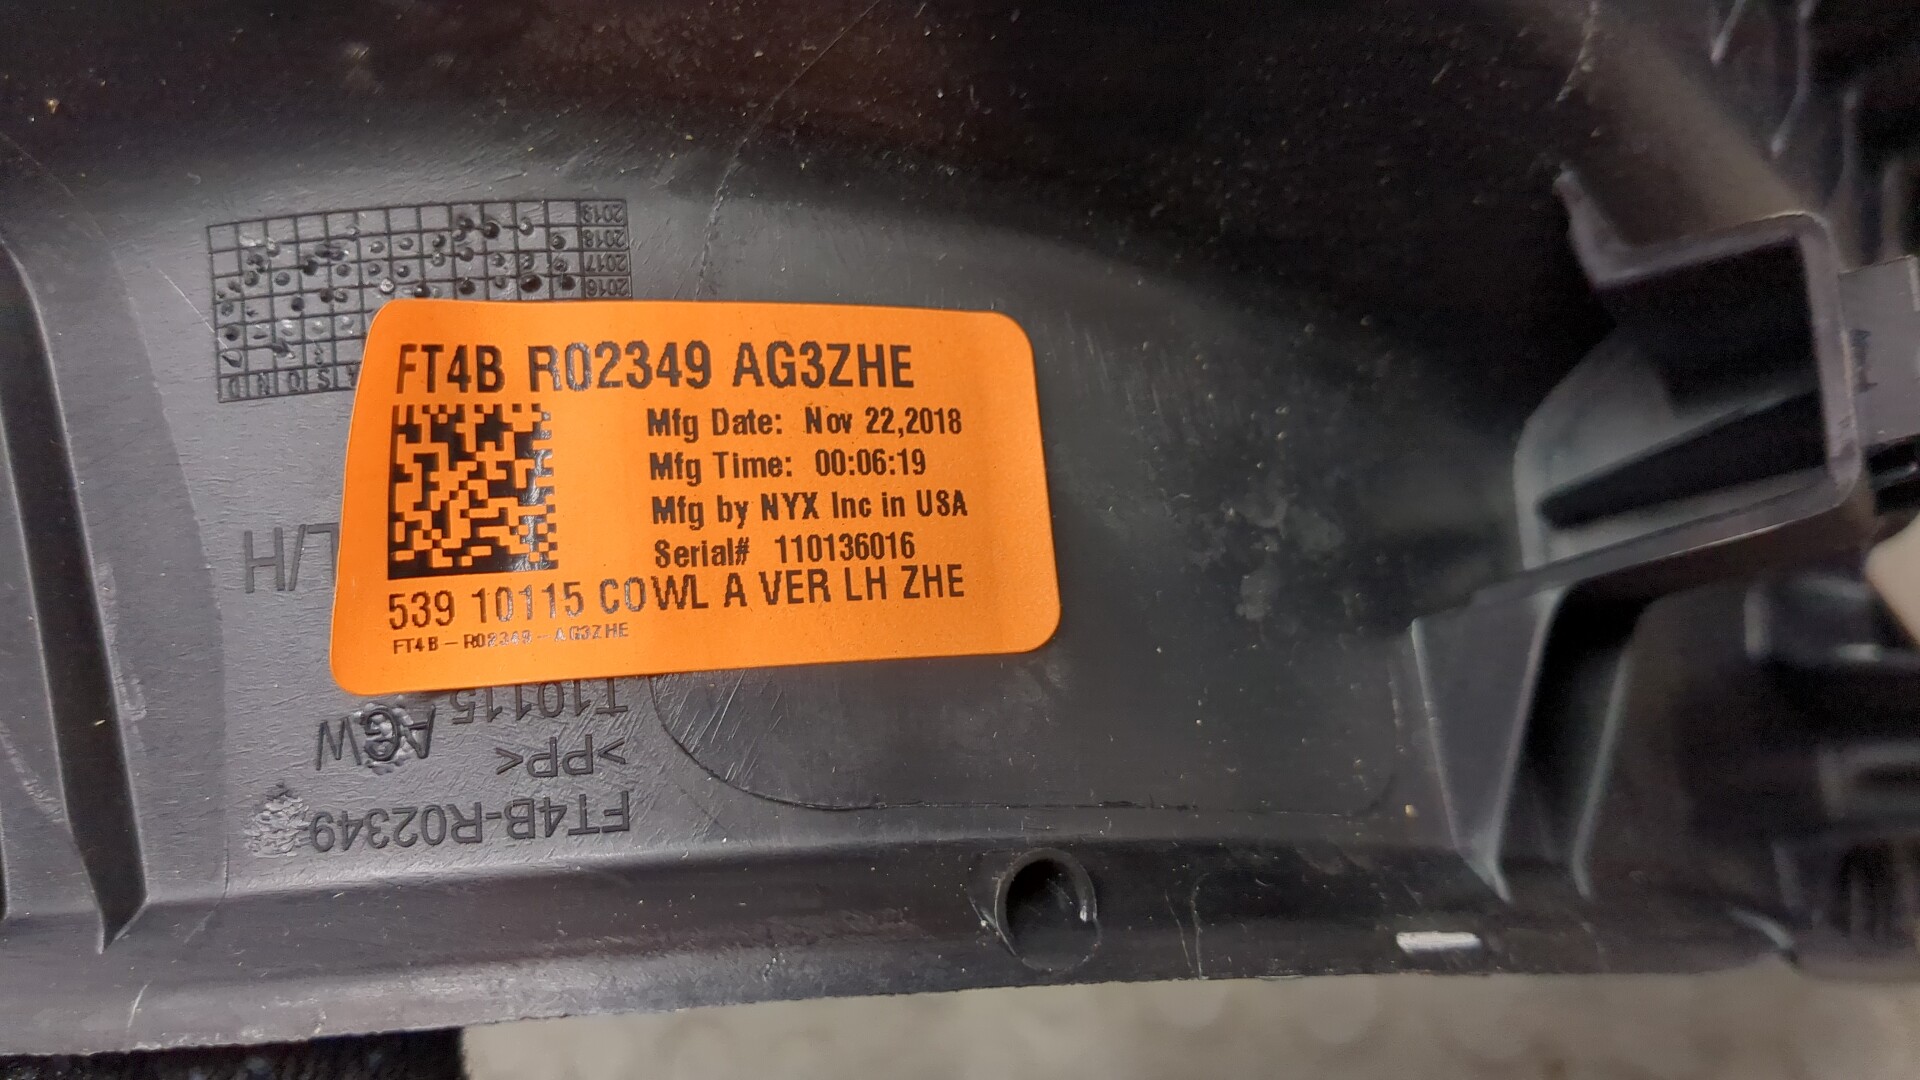 2019
2018
2017
2016
D N O S
FT4B R02349 AG3ZHE
Mfg Date: Nov 22,2018
Mfg Time: 00:06:19
Mfg by NYX Inc in USA
Serial# 110136016
539 10115 COWL A VER LH ZHE
FT4B-R02349-AG3ZHE
L/H
T10115
AGW
>PP<
FT4B-R02349